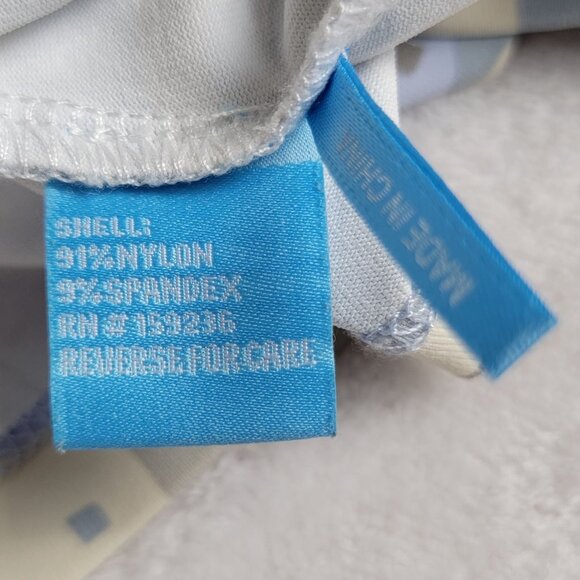 SHELL:
91%NYLON
9%SPANDEX
RN # 159236
REVERSE FOR CARE
MADE IN CHINA